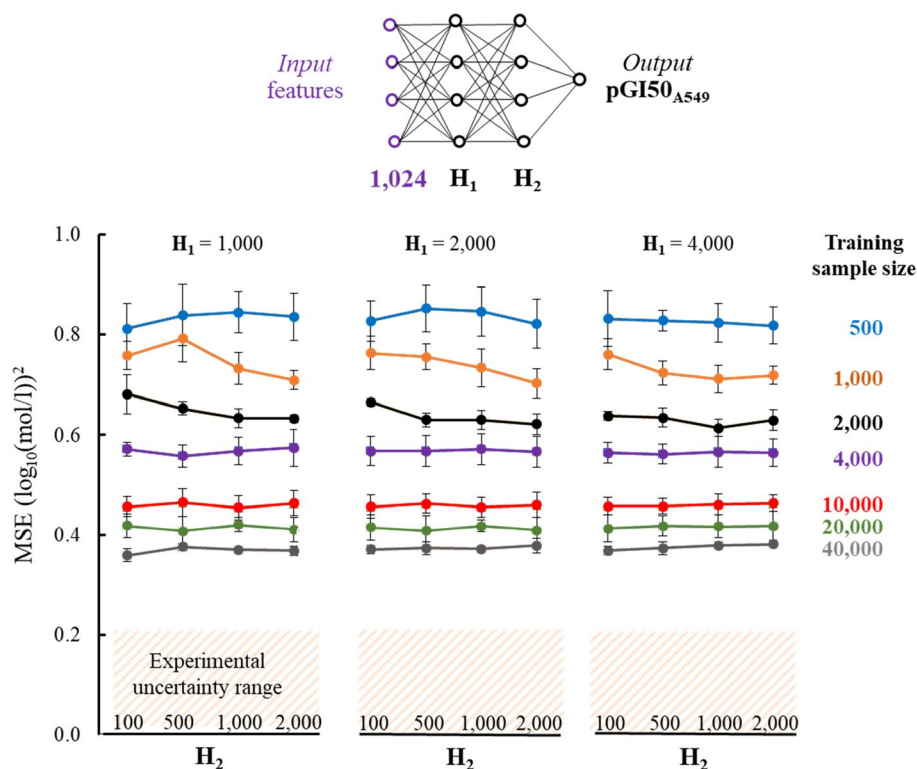 Input
features
Output
pGI50A549
1,024 H1 H2
1.0
0.8
0.6
0.4
0.2
0.0
MSE (log10(mol/l))²
H1 = 1,000
H1 = 2,000
H1 = 4,000
Training
sample size
500
1,000
2,000
4,000
10,000
20,000
40,000
Experimental
uncertainty range
100 500 1,000 2,000
100 500 1,000 2,000
100 500 1,000 2,000
H2
H2
H2